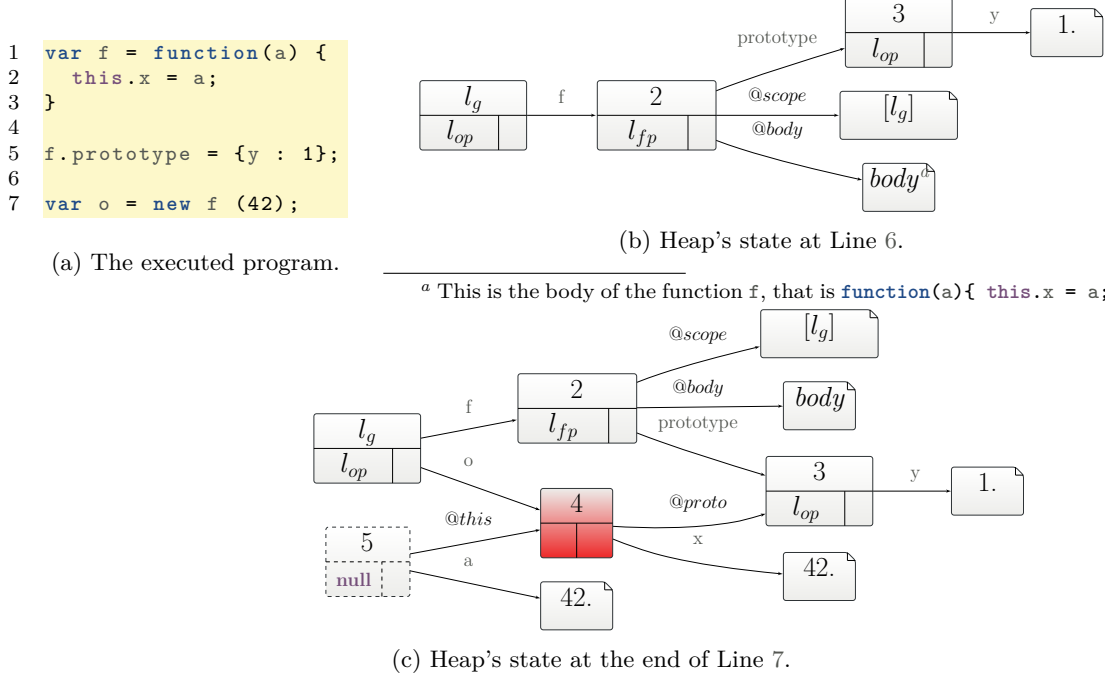 1 var f = function(a) {
2 this.x = a;
3 }
4
5 f.prototype = {y : 1};
6
7 var o = new f (42);
(a) The executed program.
3
l_op
y
1.
prototype
l_g
l_op
f
2
l_fp
@scope
[l_g]
@body
body^a
(b) Heap's state at Line 6.
^a This is the body of the function f, that is function(a){ this.x = a;
@scope
[l_g]
2
l_fp
@body
body
f
prototype
l_g
l_op
o
3
l_op
y
1.
4
@proto
@this
x
5
null
a
42.
42.
(c) Heap's state at the end of Line 7.